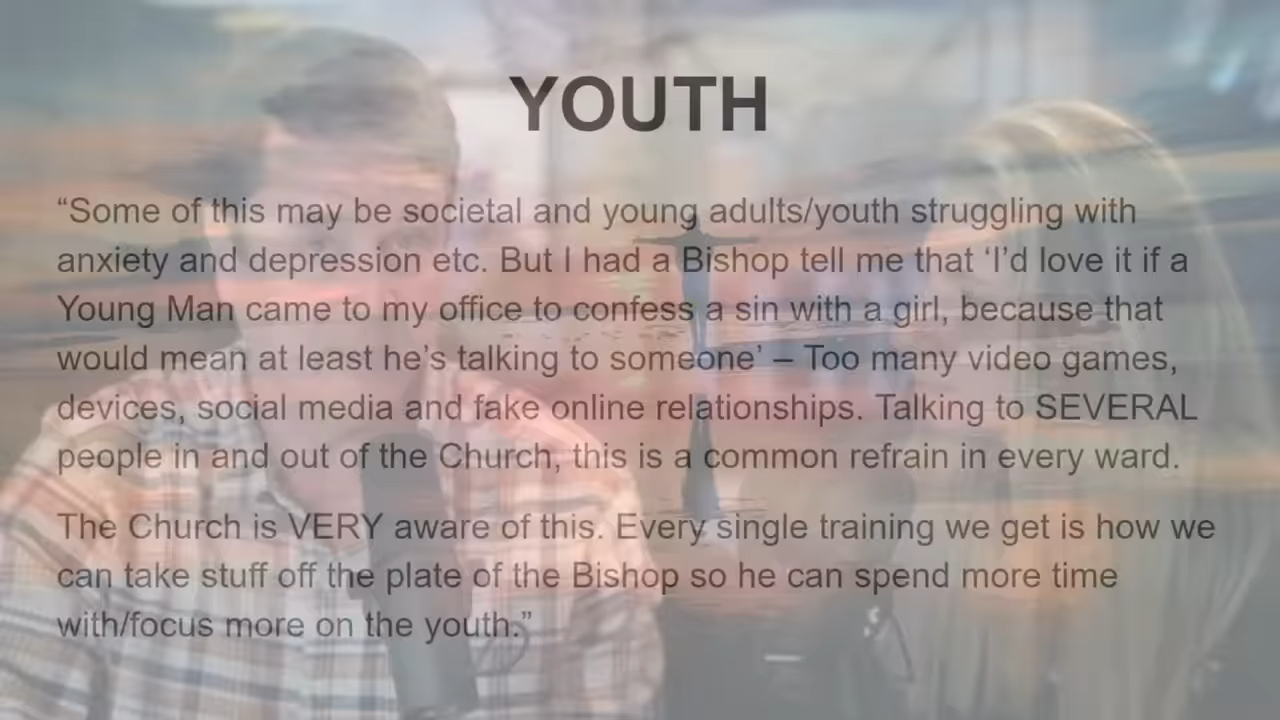 YOUTH
“Some of this may be societal and young adults/youth struggling with
anxiety and depression etc. But I had a Bishop tell me that ‘I’d love it if a
Young Man came to my office to confess a sin with a girl, because that
would mean at least he’s talking to someone’ – Too many video games,
devices, social media and fake online relationships. Talking to SEVERAL
people in and out of the Church, this is a common refrain in every ward.
The Church is VERY aware of this. Every single training we get is how we
can take stuff off the plate of the Bishop so he can spend more time
with/focus more on the youth.”